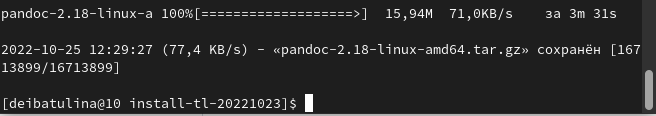 pandoc-2.18-linux-a 100%[===================>]  15,94M  71,0KB/s    за 3m 31s
2022-10-25 12:29:27 (77,4 KB/s) – «pandoc-2.18-linux-amd64.tar.gz» сохранён [167
13899/16713899]
[deibatulina@10 install-tl-20221023]$